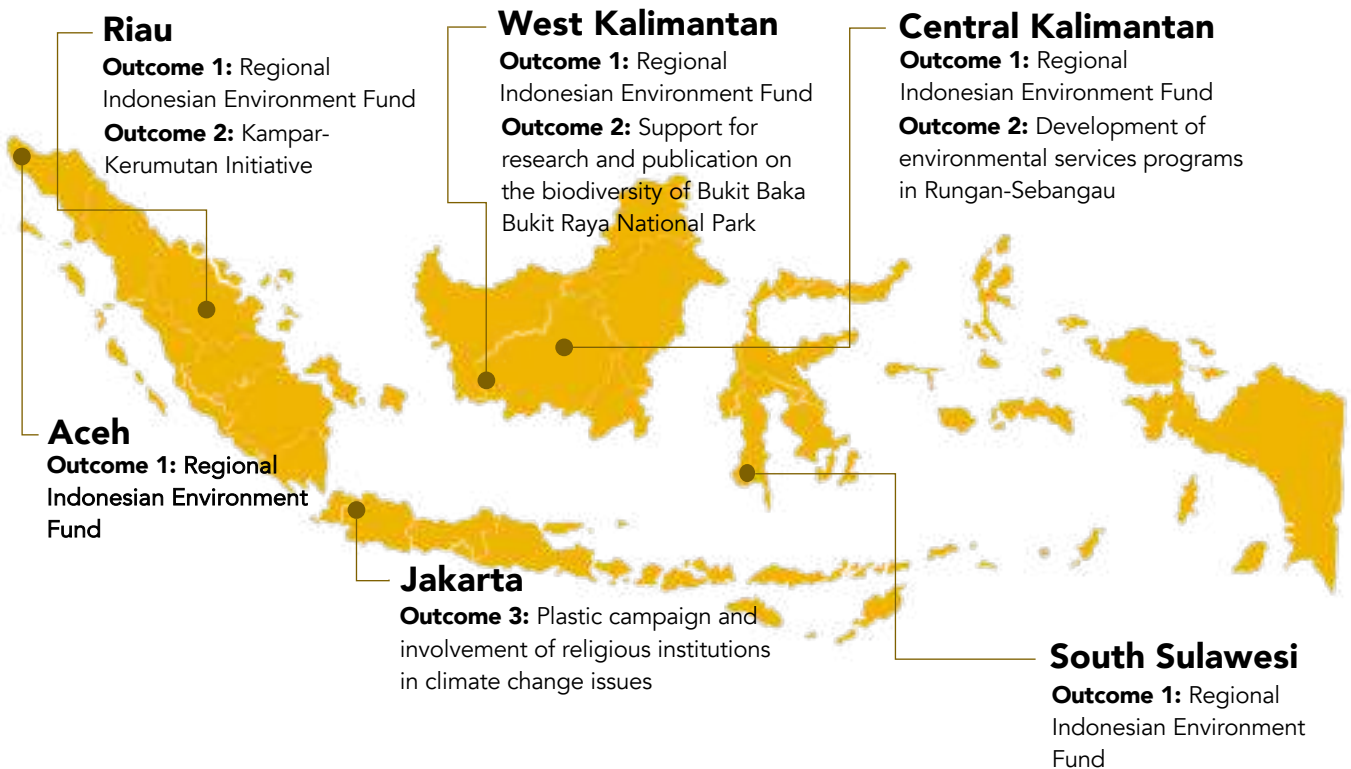 Riau
Outcome 1: Regional
Indonesian Environment Fund
Outcome 2: Kampar-
Kerumutan Initiative
West Kalimantan
Outcome 1: Regional
Indonesian Environment Fund
Outcome 2: Support for
research and publication on
the biodiversity of Bukit Baka
Bukit Raya National Park
Central Kalimantan
Outcome 1: Regional
Indonesian Environment Fund
Outcome 2: Development of
environmental services programs
in Rungan-Sebangau
Aceh
Outcome 1: Regional
Indonesian Environment
Fund
Jakarta
Outcome 3: Plastic campaign and
involvement of religious institutions
in climate change issues
South Sulawesi
Outcome 1: Regional
Indonesian Environment
Fund